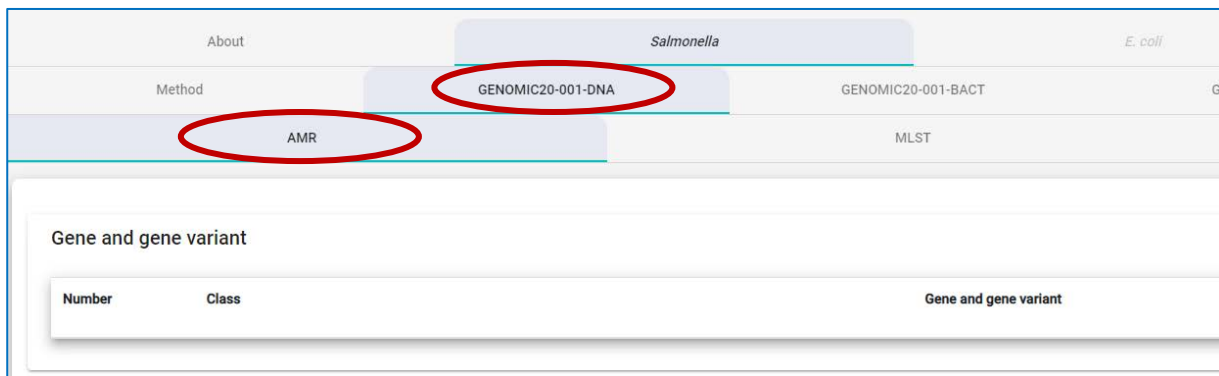 About Salmonella E. coli
Method GENOMIC20-001-DNA GENOMIC20-001-BACT G
AMR MLST
Gene and gene variant
Number Class Gene and gene variant